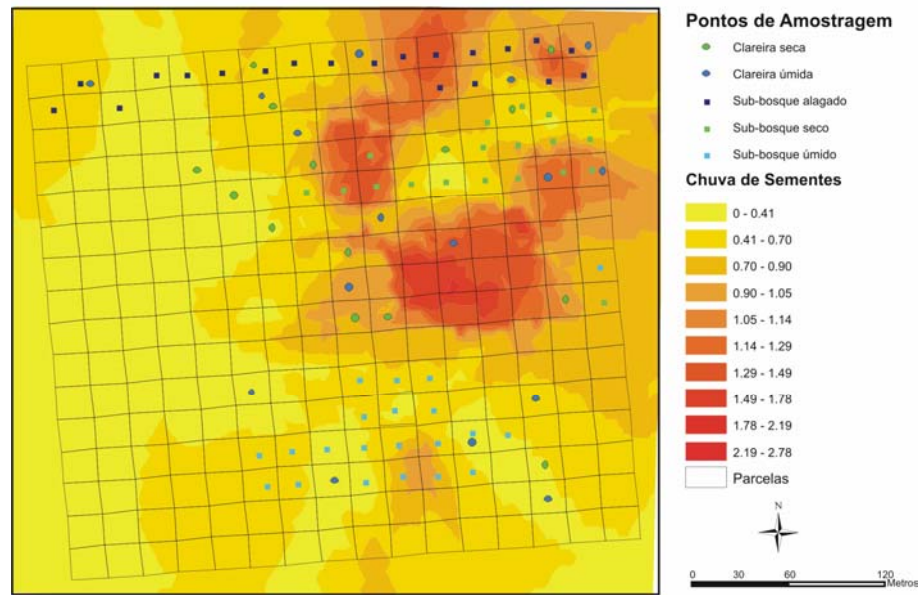 Pontos de Amostragem
Clareira seca
Clareira úmida
Sub-bosque alagado
Sub-bosque seco
Sub-bosque úmido
Chuva de Sementes
0 - 0.41
0.41 - 0.70
0.70 - 0.90
0.90 - 1.05
1.05 - 1.14
1.14 - 1.29
1.29 - 1.49
1.49 - 1.78
1.78 - 2.19
2.19 - 2.78
Parcelas
N
0 30 60 120
Metros